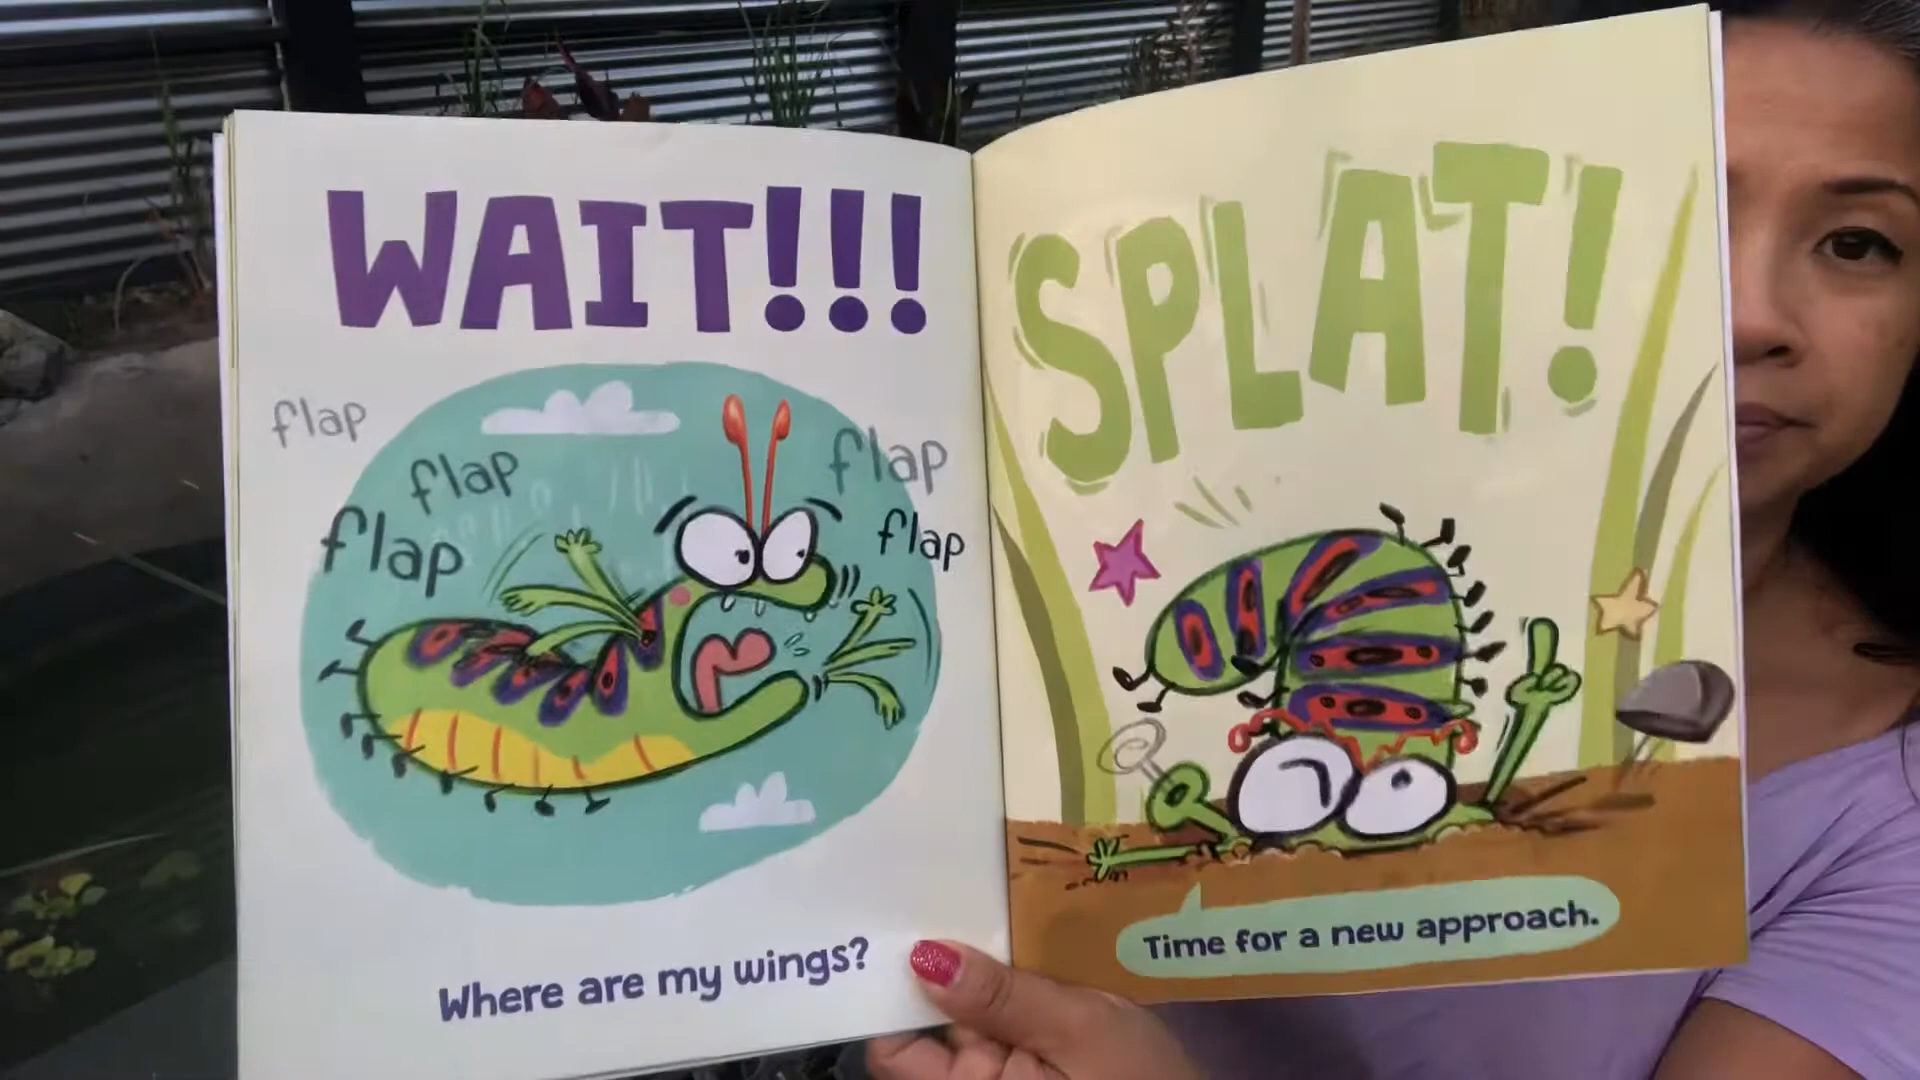 WAIT!!!
flap
flap
flap
flap
flap
Where are my wings?
SPLAT!
Time for a new approach.